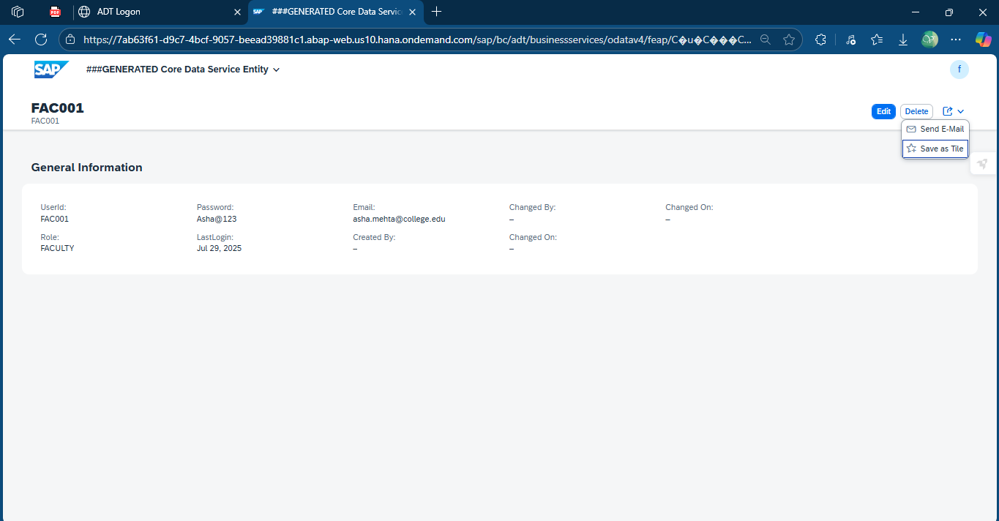 ADT Logon
###GENERATED Core Data Servic
https://7ab63f61-d9c7-4bcf-9057-beead39881c1.abap-web.us10.hana.ondemand.com/sap/bc/adt/businessservices/odatav4/feap/C�u�C���C...
SAP ###GENERATED Core Data Service Entity
f
FAC001
FAC001
Edit Delete
Send E-Mail
Save as Tile
General Information
UserId: Password: Email: Changed By: Changed On:
FAC001 Asha@123 asha.mehta@college.edu – –
Role: LastLogin: Created By: Changed On:
FACULTY Jul 29, 2025 – –